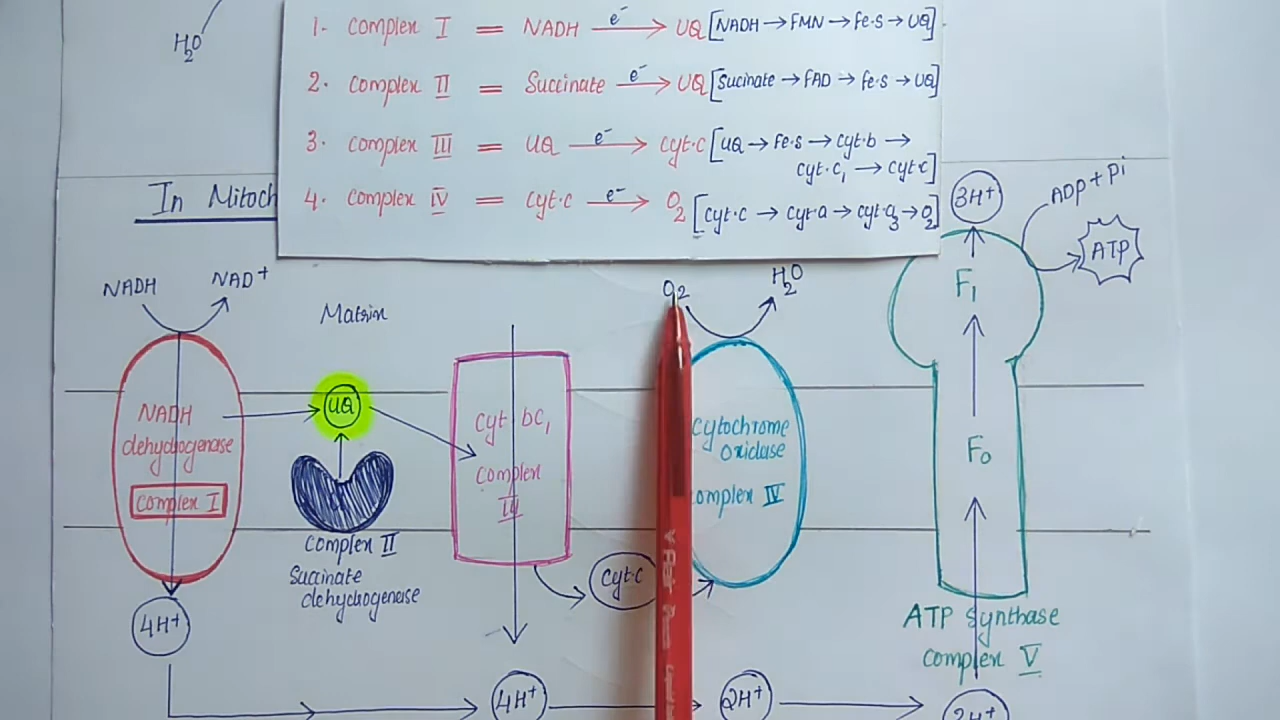 H2O
1. Complex I = NADH e⁻ → UQ [NADH → FMN → Fe·S → UQ]
2. Complex II = Succinate e⁻ → UQ [Sucinate → FAD → Fe·S → UQ]
3. Complex III = UQ e⁻ → Cyt·C [UQ → Fe·S → Cyt·b →
Cyt·C1 → Cyt·C]
4. Complex IV = Cyt·C e⁻ → O2 [Cyt·C → Cyt·a → Cyt·a3 → O2]
In Mitoch
3H+
ADP + Pi
ATP
NADH
NAD+
Matrix
O2
H2O
F1
UQ
NADH
dehydrogenase
Complex I
Cyt bC1
Complex
III
Cytochrome
oxidase
Complex IV
F0
Complex II
Succinate
dehydrogenase
Cyt·C
ATP synthase
Complex V
4H+
4H+
2H+